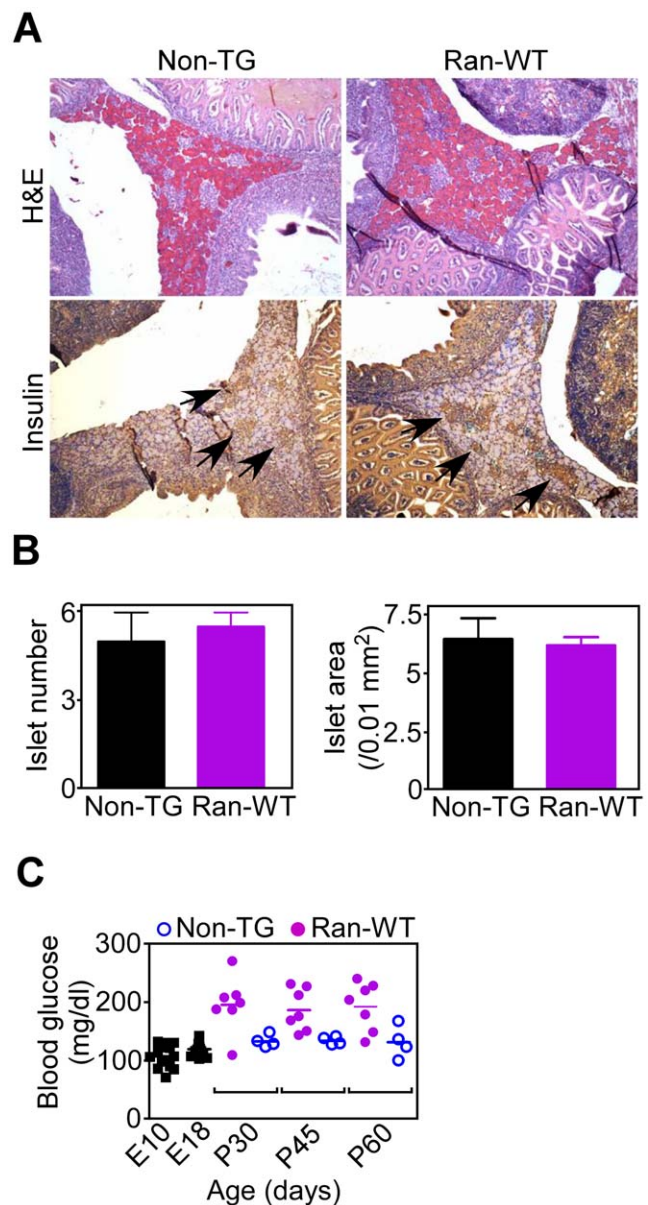 A
Non-TG Ran-WT
H&E
Insulin
B
Islet number
6
3
0
Non-TG Ran-WT
Islet area
(/0.01 mm²)
7.5
5
2.5
0
Non-TG Ran-WT
C
Non-TG Ran-WT
Blood glucose
(mg/dl)
300
200
100
0
E10 E18 P30 P45 P60
Age (days)